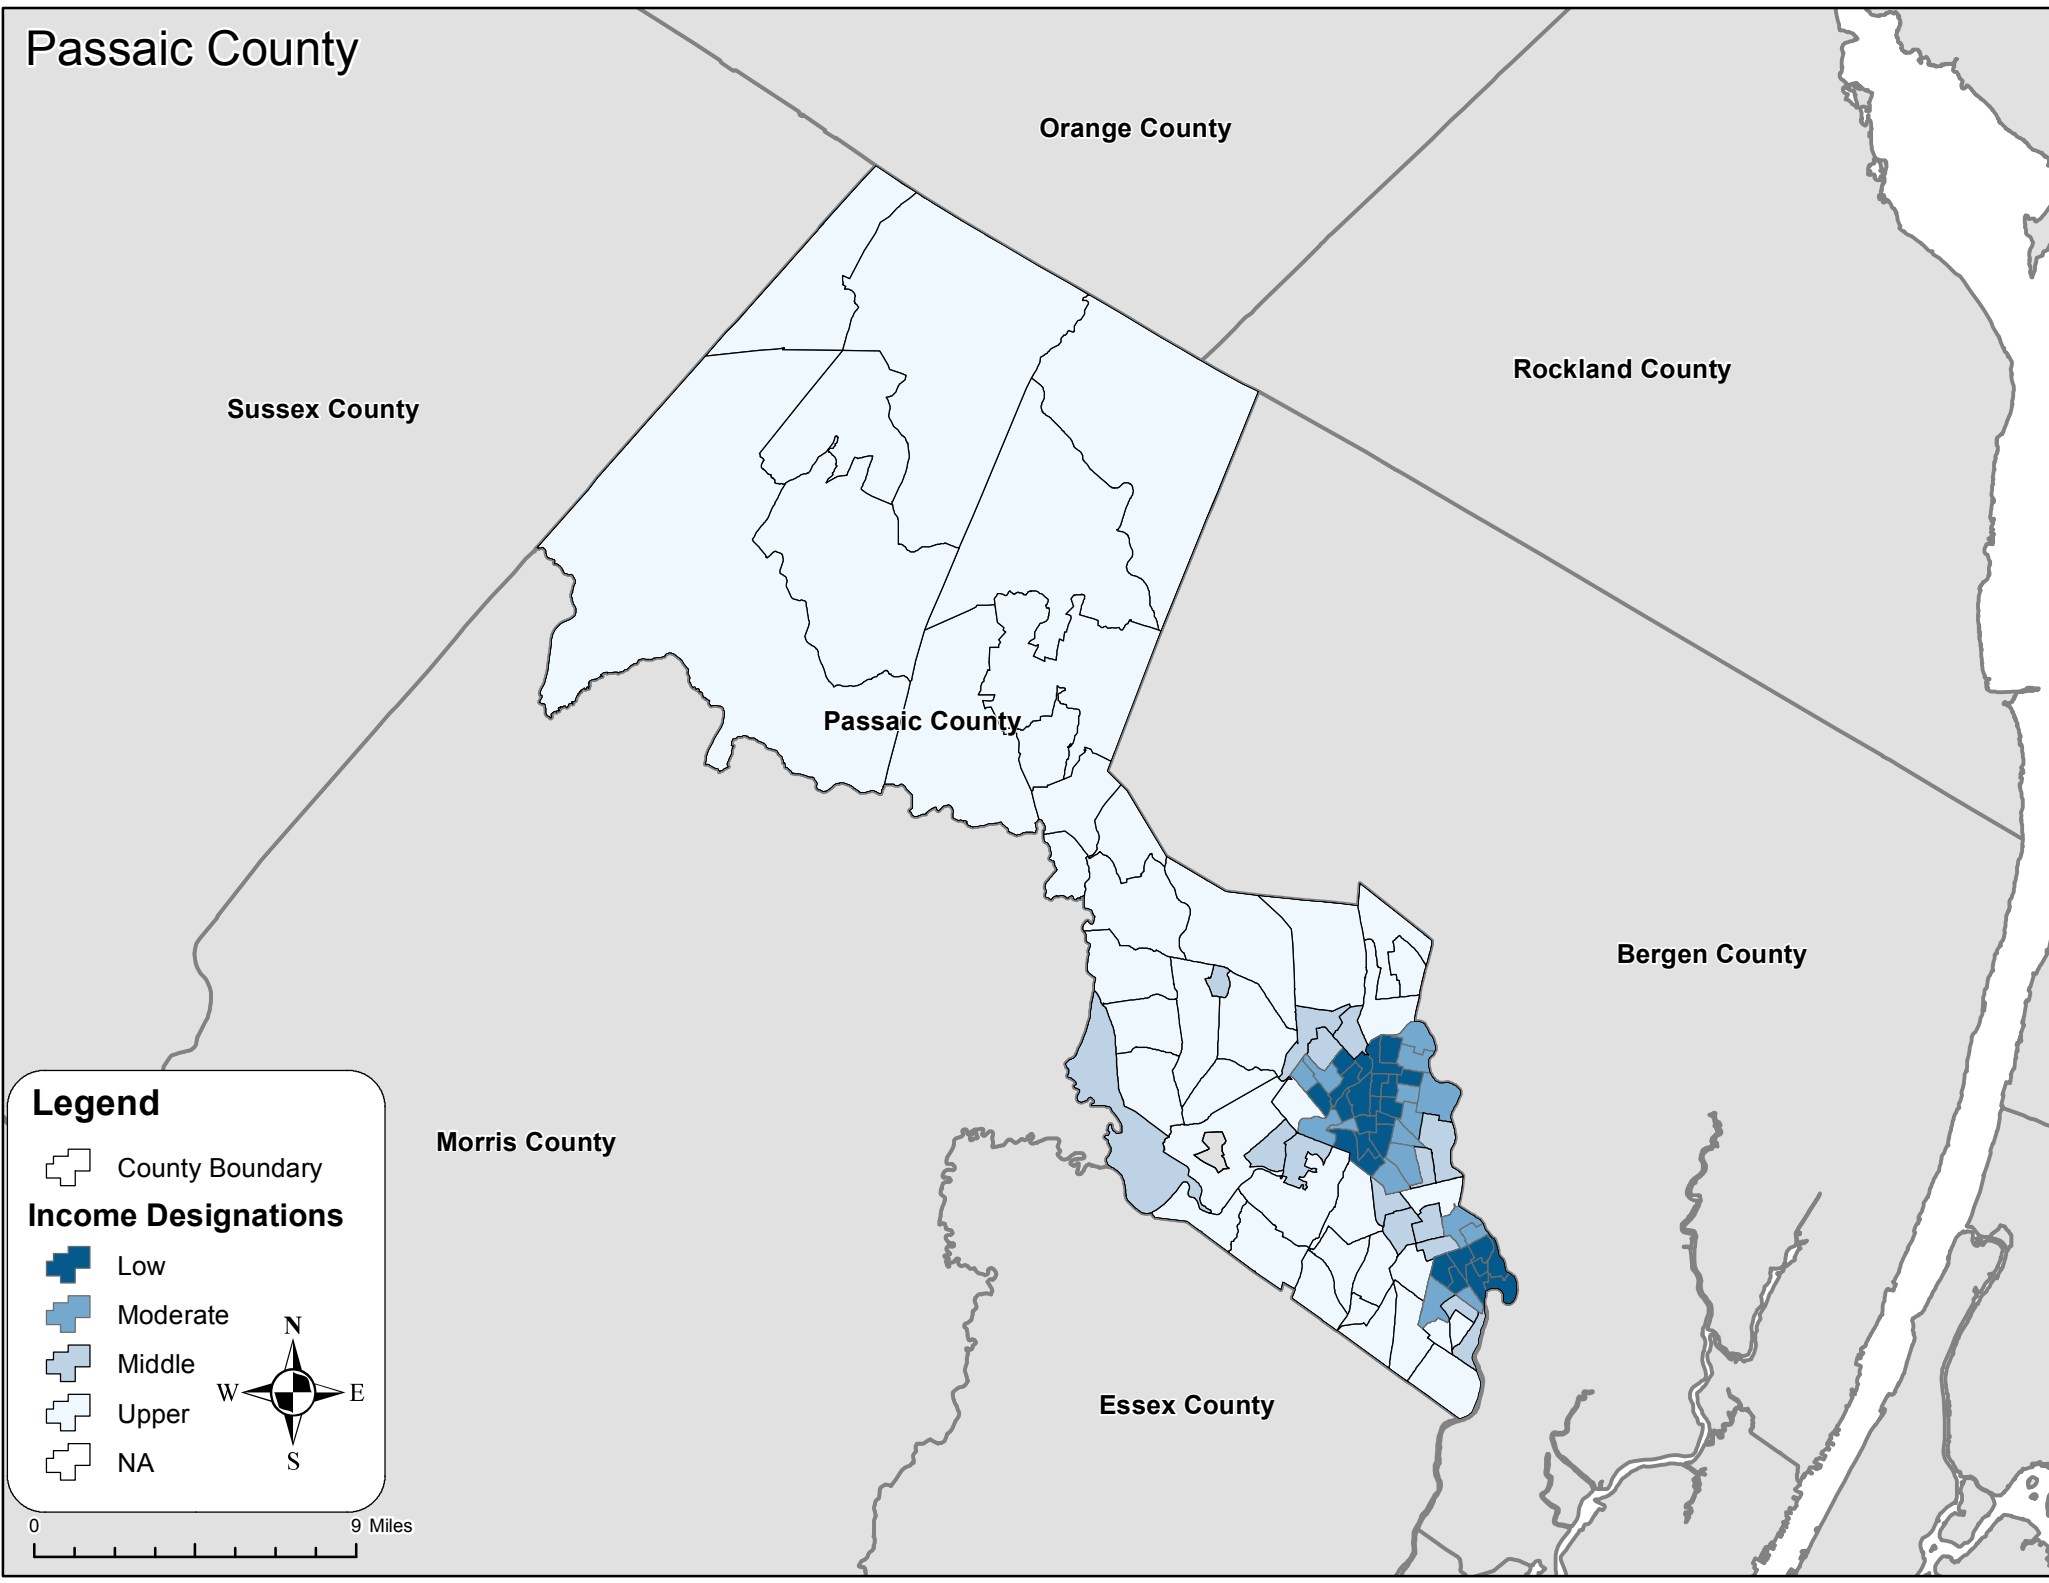 Passaic County
Orange County
Rockland County
Sussex County
Passaic County
Bergen County
Morris County
Essex County
Legend
County Boundary
Income Designations
Low
Moderate
Middle
Upper
NA
N
W E
S
0 9 Miles